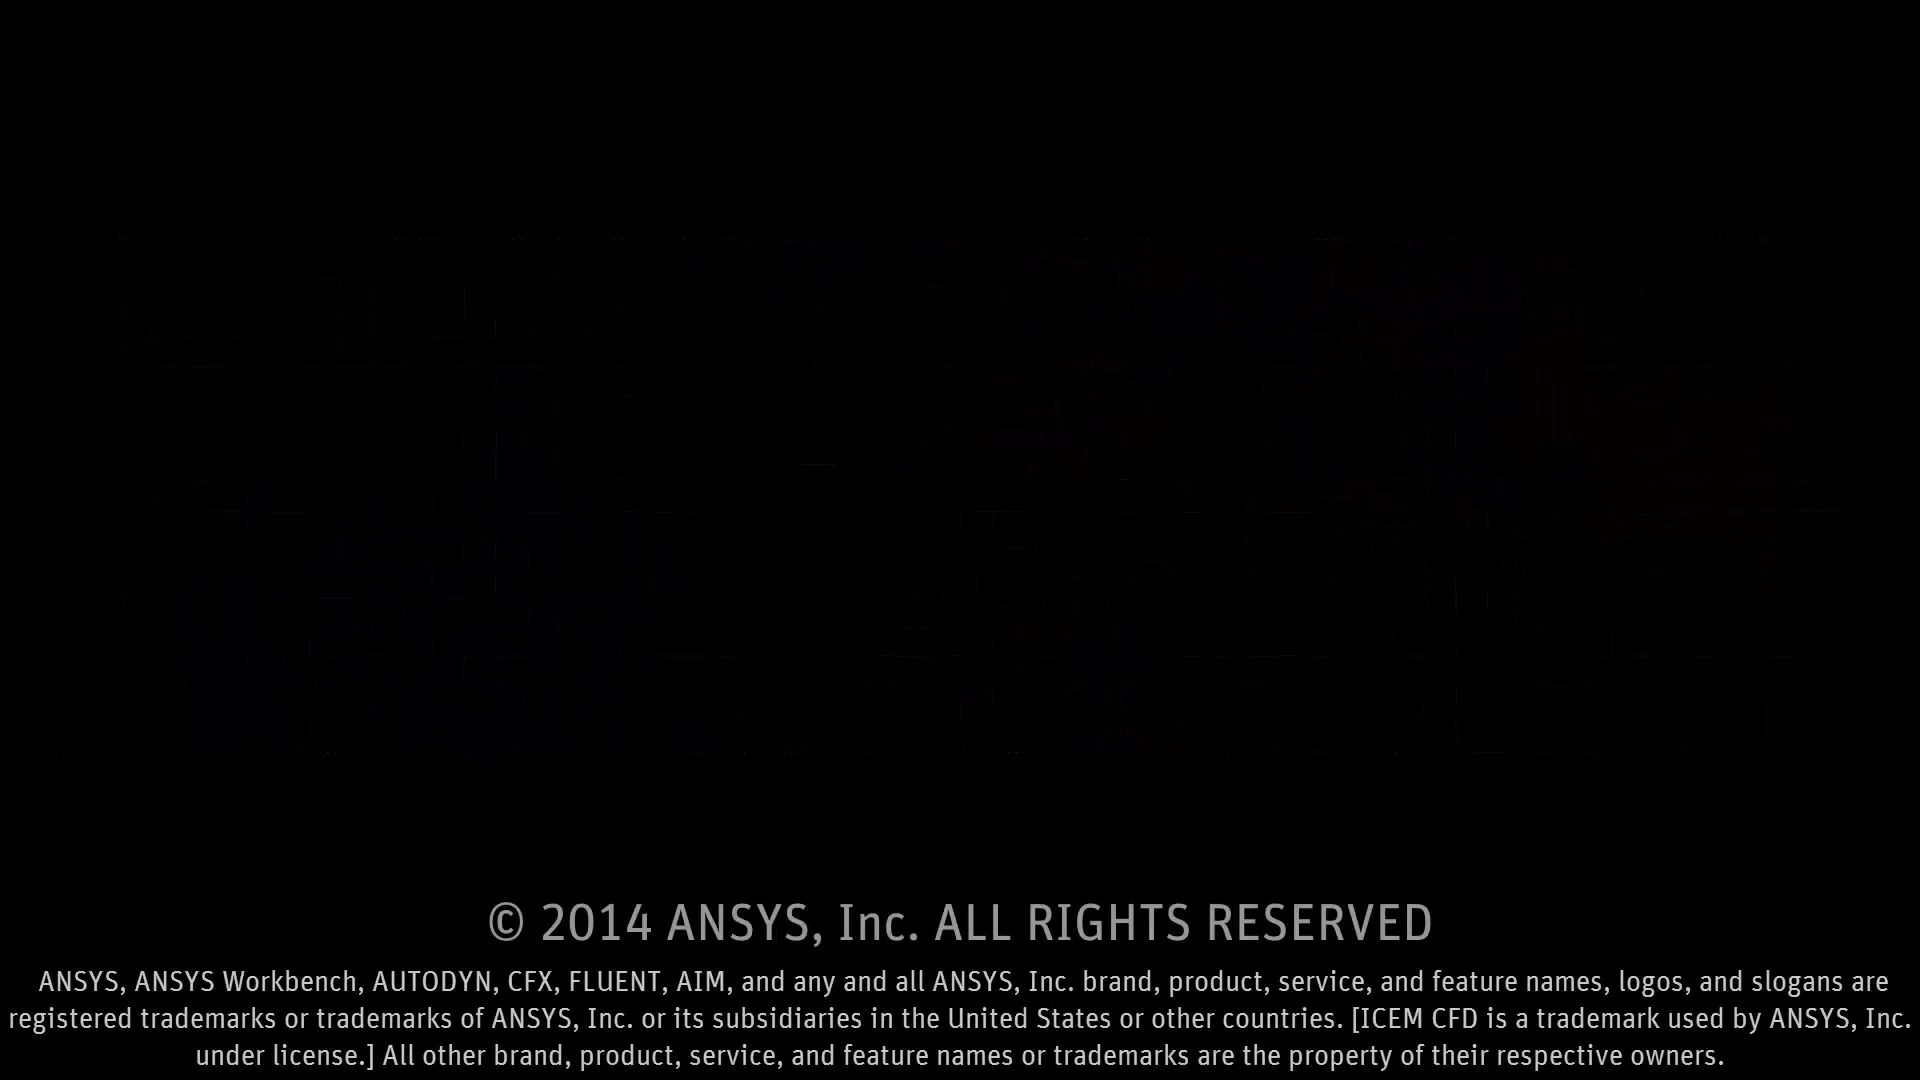 © 2014 ANSYS, Inc. ALL RIGHTS RESERVED
ANSYS, ANSYS Workbench, AUTODYN, CFX, FLUENT, AIM, and any and all ANSYS, Inc. brand, product, service, and feature names, logos, and slogans are
registered trademarks or trademarks of ANSYS, Inc. or its subsidiaries in the United States or other countries. [ICEM CFD is a trademark used by ANSYS, Inc.
under license.] All other brand, product, service, and feature names or trademarks are the property of their respective owners.